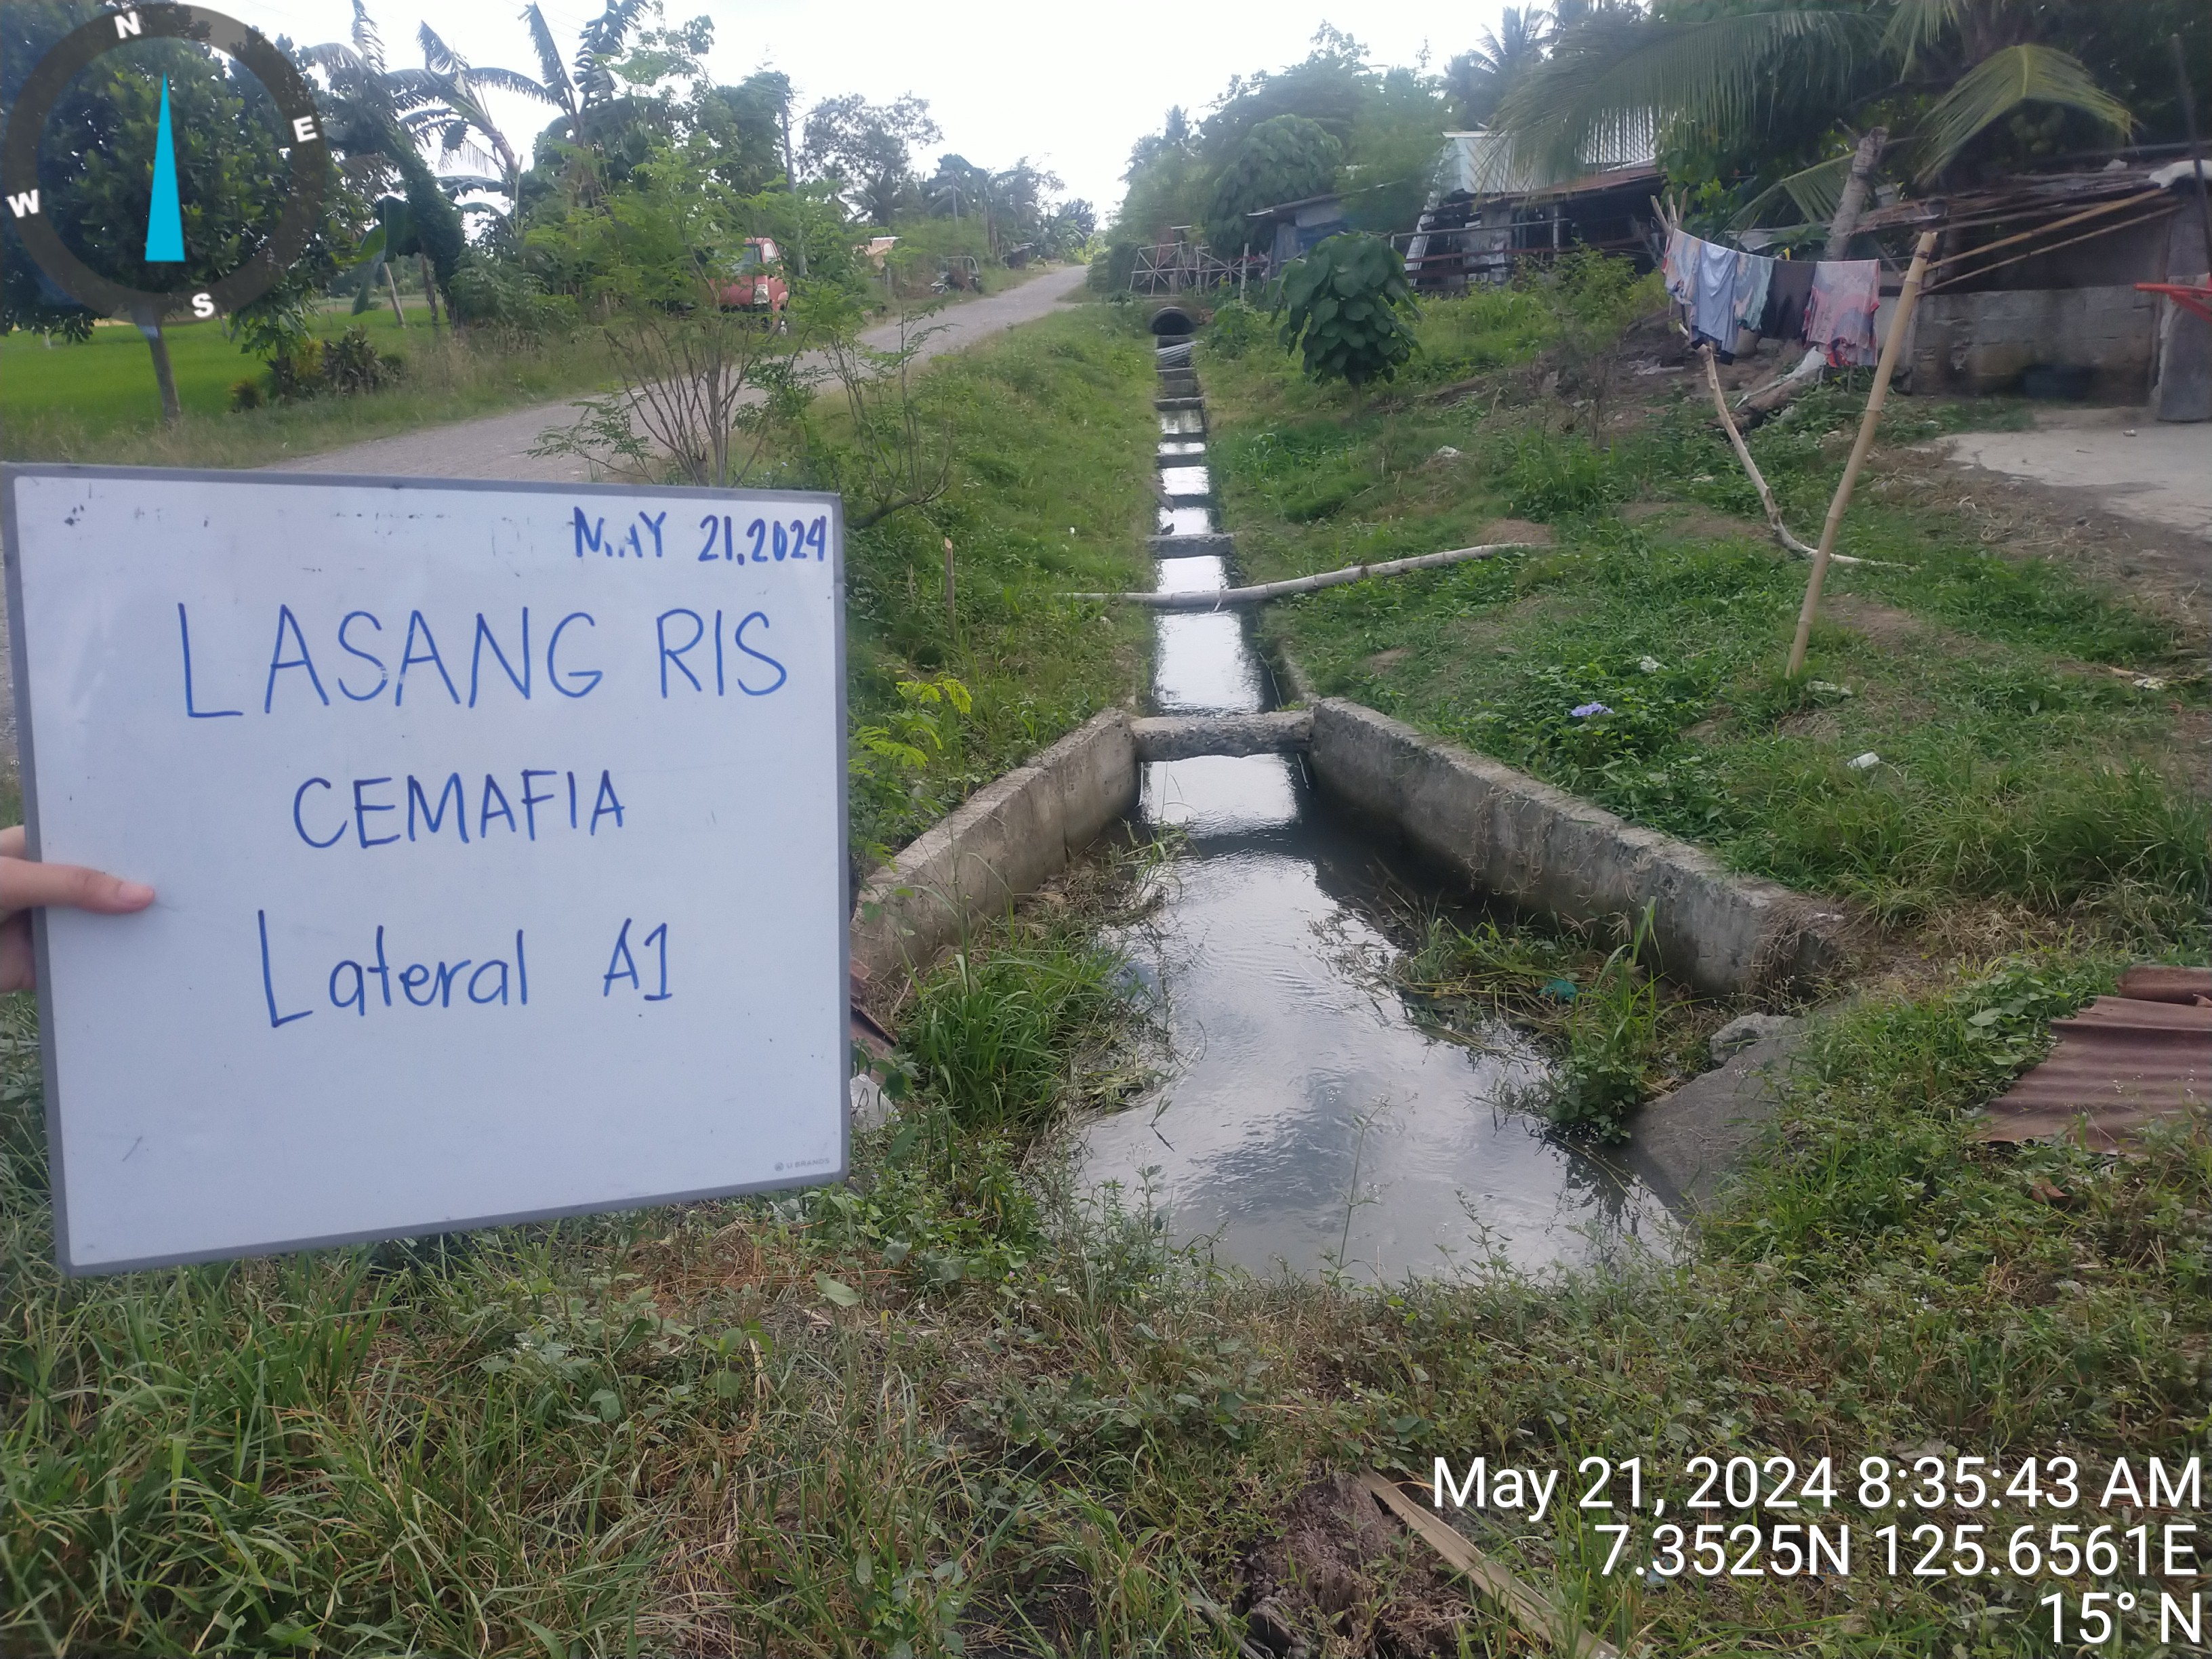 N
E
W
S
MAY 21, 2024
LASANG RIS
CEMAFIA
Lateral A1
U BRANDS
May 21, 2024 8:35:43 AM
7.3525N 125.6561E
15° N